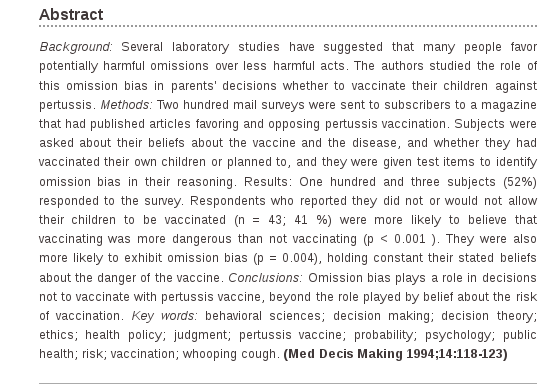 Abstract
Background: Several laboratory studies have suggested that many people favor
potentially harmful omissions over less harmful acts. The authors studied the role of
this omission bias in parents' decisions whether to vaccinate their children against
pertussis. Methods: Two hundred mail surveys were sent to subscribers to a magazine
that had published articles favoring and opposing pertussis vaccination. Subjects were
asked about their beliefs about the vaccine and the disease, and whether they had
vaccinated their own children or planned to, and they were given test items to identify
omission bias in their reasoning. Results: One hundred and three subjects (52%)
responded to the survey. Respondents who reported they did not or would not allow
their children to be vaccinated (n = 43; 41 %) were more likely to believe that
vaccinating was more dangerous than not vaccinating (p < 0.001 ). They were also
more likely to exhibit omission bias (p = 0.004), holding constant their stated beliefs
about the danger of the vaccine. Conclusions: Omission bias plays a role in decisions
not to vaccinate with pertussis vaccine, beyond the role played by belief about the risk
of vaccination. Key words: behavioral sciences; decision making; decision theory;
ethics; health policy; judgment; pertussis vaccine; probability; psychology; public
health; risk; vaccination; whooping cough. (Med Decis Making 1994;14:118-123)